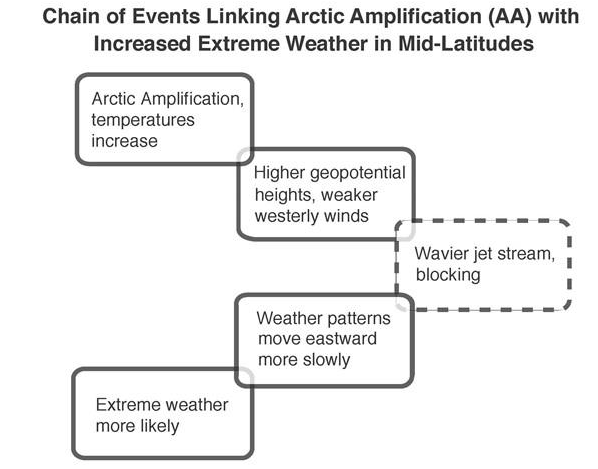 Chain of Events Linking Arctic Amplification (AA) with
Increased Extreme Weather in Mid-Latitudes
Arctic Amplification,
temperatures
increase
Higher geopotential
heights, weaker
westerly winds
Wavier jet stream,
blocking
Weather patterns
move eastward
more slowly
Extreme weather
more likely